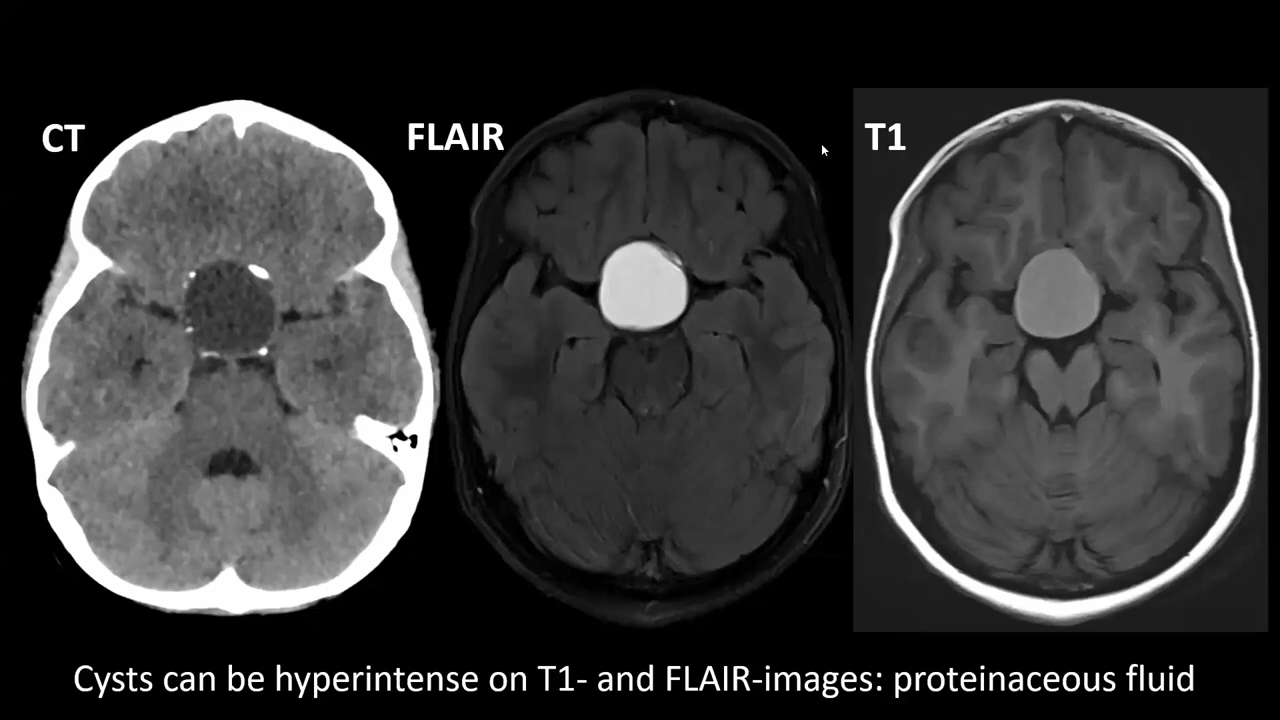 CT
FLAIR
T1
Cysts can be hyperintense on T1- and FLAIR-images: proteinaceous fluid